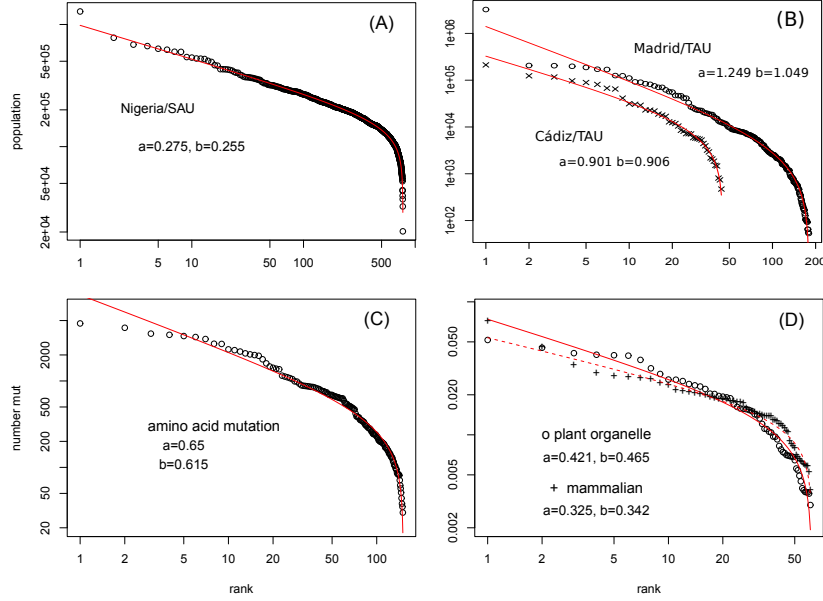 (A)
population
2e+04
5e+04
2e+05
5e+05
Nigeria/SAU
a=0.275, b=0.255
1
5
10
50
100
500
(B)
1e+02
1e+03
1e+04
1e+05
1e+06
Madrid/TAU
a=1.249 b=1.049
Cádiz/TAU
a=0.901 b=0.906
1
2
5
10
20
50
100
200
(C)
number mut
20
50
200
500
2000
amino acid mutation
a=0.65
b=0.615
1
2
5
10
20
50
100
rank
(D)
0.002
0.005
0.020
0.050
o plant organelle
a=0.421, b=0.465
+ mammalian
a=0.325, b=0.342
1
2
5
10
20
50
rank